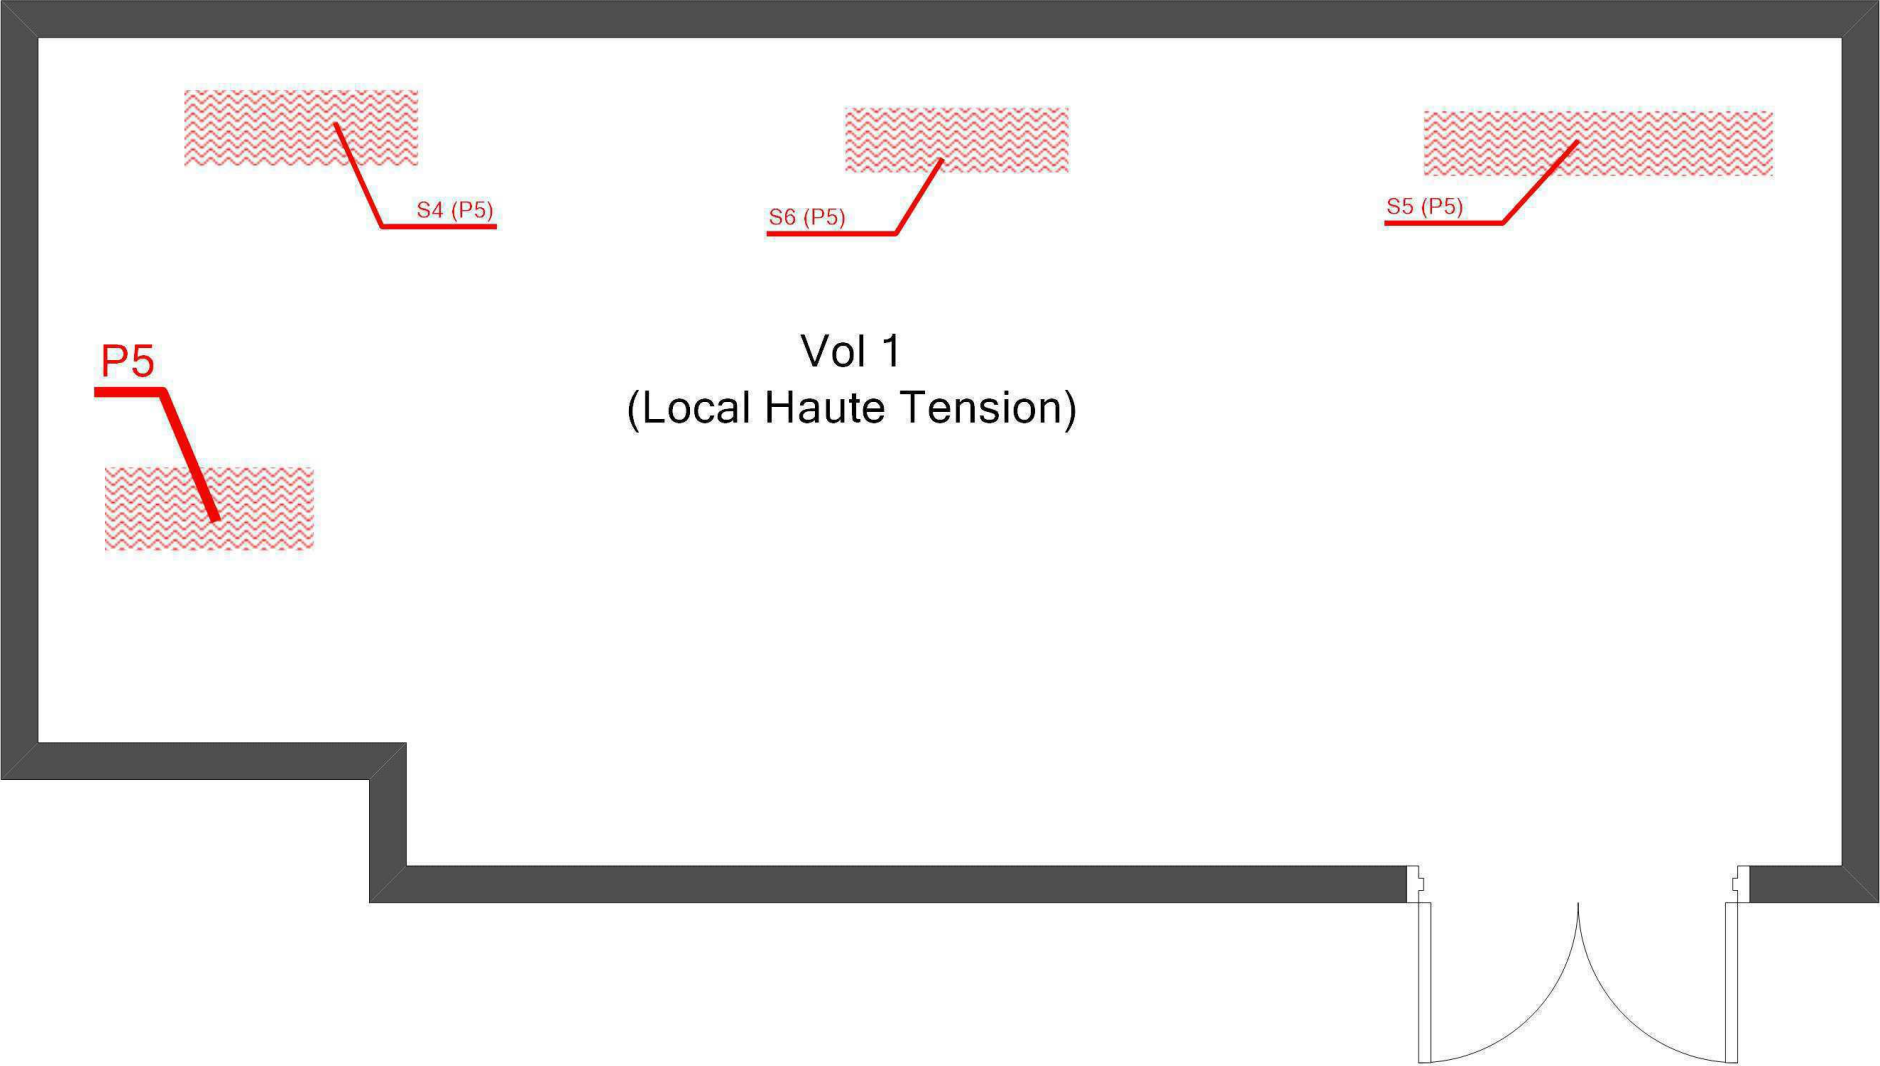 S4 (P5)
S6 (P5)
S5 (P5)
P5
Vol 1
(Local Haute Tension)